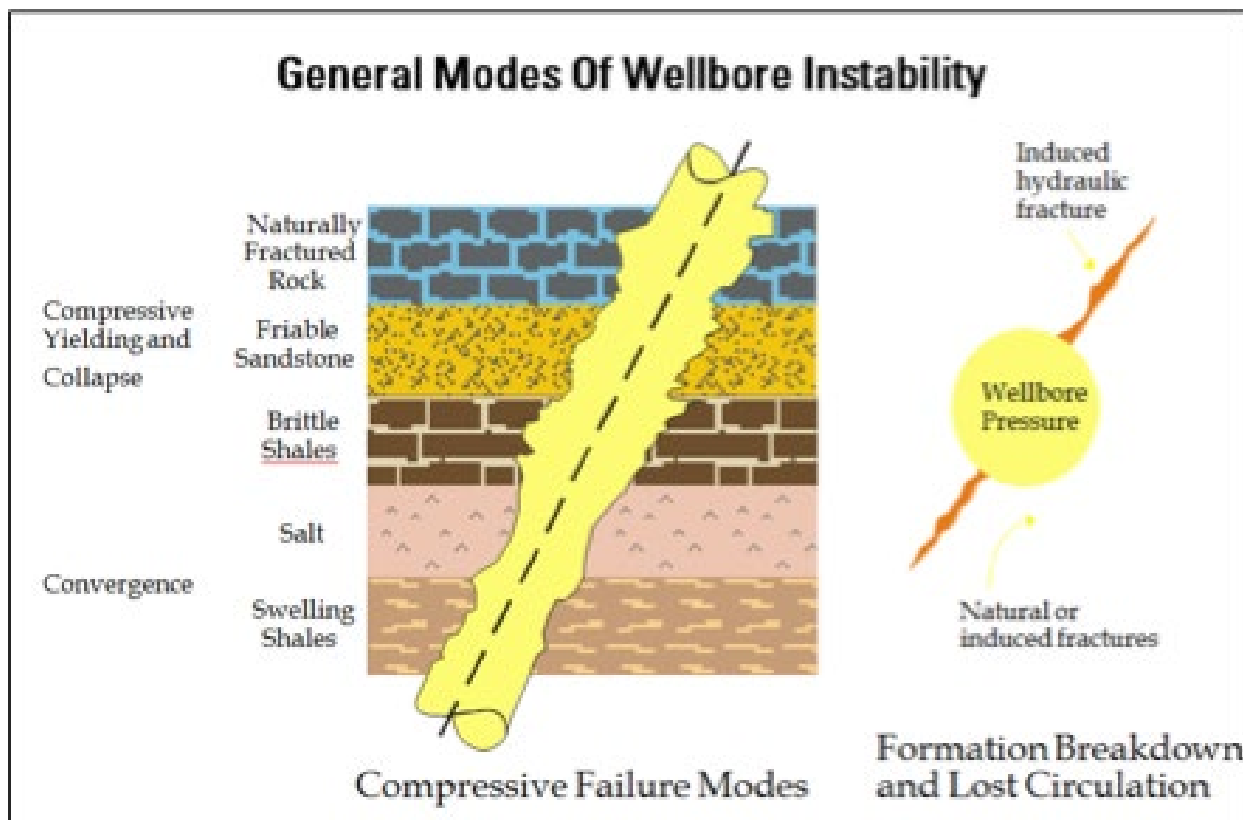 General Modes Of Wellbore Instability
Naturally
Fractured
Rock
Compressive
Yielding and
Collapse
Friable
Sandstone
Brittle
Shales
Salt
Convergence
Swelling
Shales
Compressive Failure Modes
Induced
hydraulic
fracture
Wellbore
Pressure
Natural or
induced fractures
Formation Breakdown
and Lost Circulation